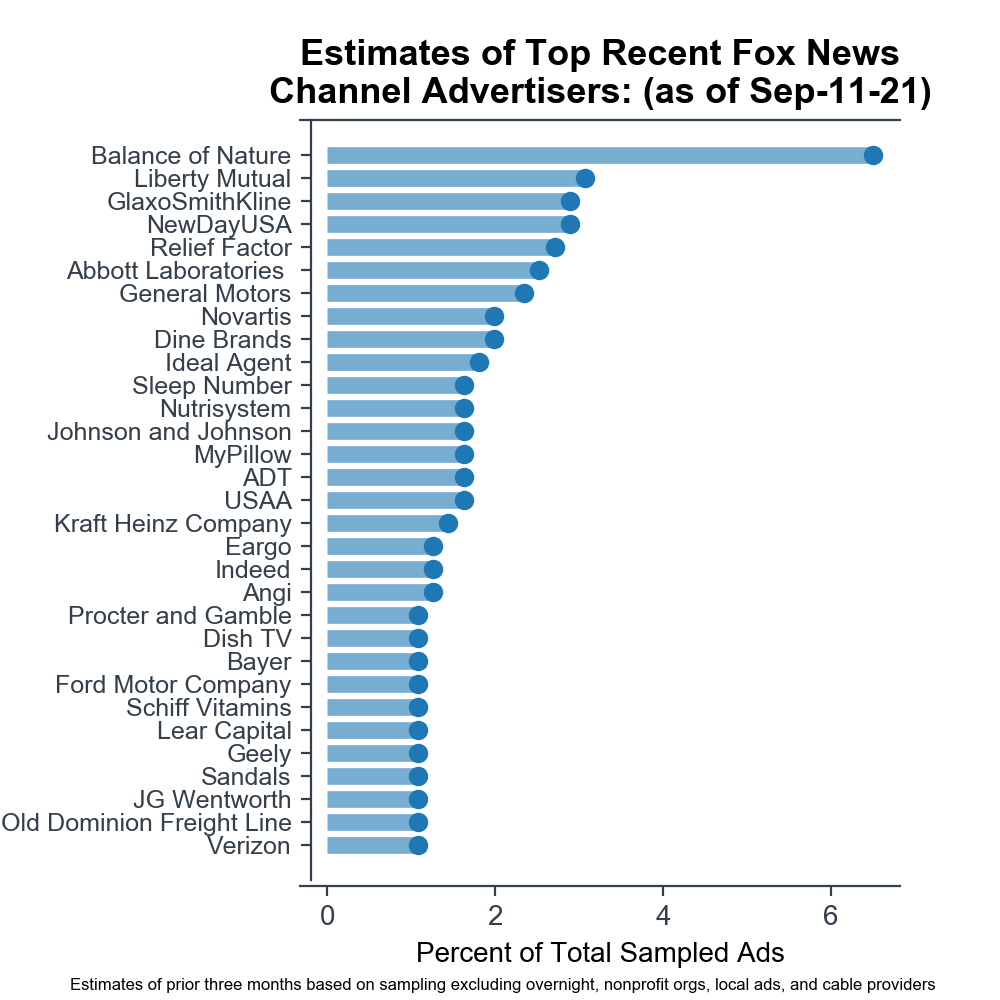 Estimates of Top Recent Fox News
Channel Advertisers: (as of Sep-11-21)
Balance of Nature
Liberty Mutual
GlaxoSmithKline
NewDayUSA
Relief Factor
Abbott Laboratories
General Motors
Novartis
Dine Brands
Ideal Agent
Sleep Number
Nutrisystem
Johnson and Johnson
MyPillow
ADT
USAA
Kraft Heinz Company
Eargo
Indeed
Angi
Procter and Gamble
Dish TV
Bayer
Ford Motor Company
Schiff Vitamins
Lear Capital
Geely
Sandals
JG Wentworth
Old Dominion Freight Line
Verizon
0 2 4 6
Percent of Total Sampled Ads
Estimates of prior three months based on sampling excluding overnight, nonprofit orgs, local ads, and cable providers